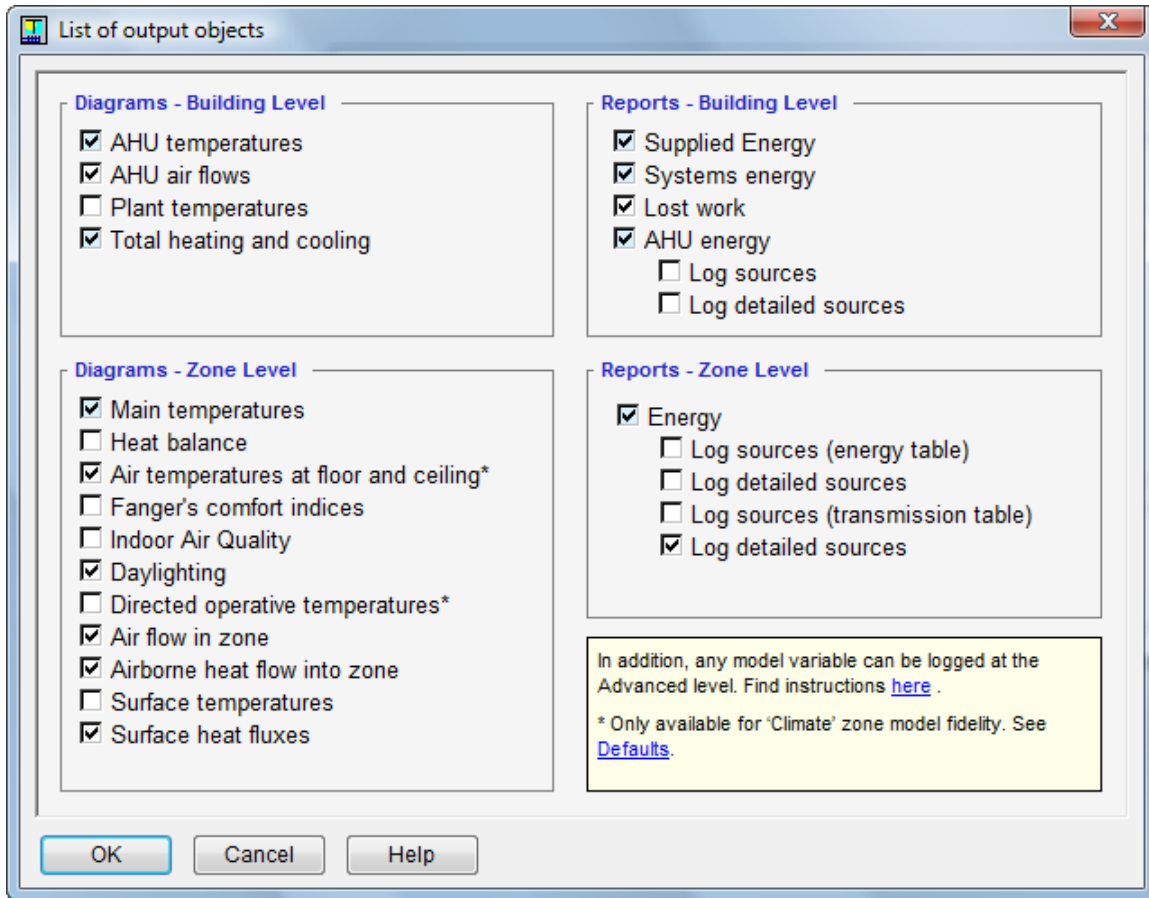 List of output objects
Diagrams - Building Level
AHU temperatures
AHU air flows
Plant temperatures
Total heating and cooling
Reports - Building Level
Supplied Energy
Systems energy
Lost work
AHU energy
Log sources
Log detailed sources
Diagrams - Zone Level
Main temperatures
Heat balance
Air temperatures at floor and ceiling*
Fanger's comfort indices
Indoor Air Quality
Daylighting
Directed operative temperatures*
Air flow in zone
Airborne heat flow into zone
Surface temperatures
Surface heat fluxes
Reports - Zone Level
Energy
Log sources (energy table)
Log detailed sources
Log sources (transmission table)
Log detailed sources
In addition, any model variable can be logged at the
Advanced level. Find instructions here .
* Only available for 'Climate' zone model fidelity. See
Defaults.
OK
Cancel
Help